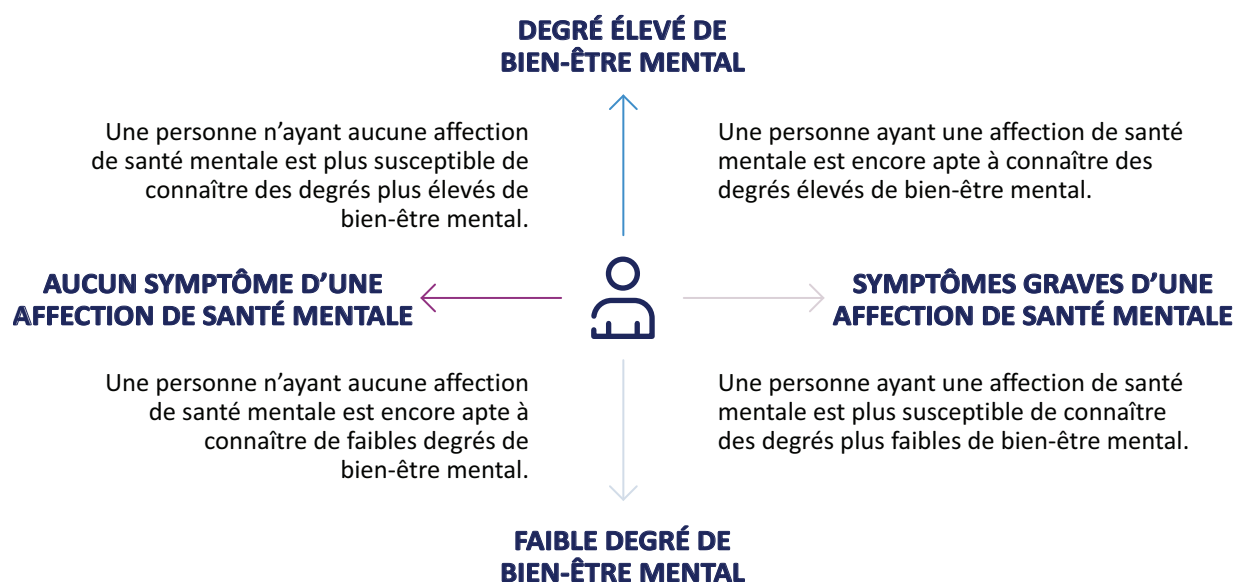 DEGRÉ ÉLEVÉ DE
BIEN-ÊTRE MENTAL
Une personne n’ayant aucune affection
de santé mentale est plus susceptible de
connaître des degrés plus élevés de
bien-être mental.
Une personne ayant une affection de santé
mentale est encore apte à connaître des
degrés élevés de bien-être mental.
AUCUN SYMPTÔME D’UNE
AFFECTION DE SANTÉ MENTALE
SYMPTÔMES GRAVES D’UNE
AFFECTION DE SANTÉ MENTALE
Une personne n’ayant aucune affection
de santé mentale est encore apte à
connaître de faibles degrés de
bien-être mental.
Une personne ayant une affection de santé
mentale est plus susceptible de connaître
des degrés plus faibles de bien-être mental.
FAIBLE DEGRÉ DE
BIEN-ÊTRE MENTAL